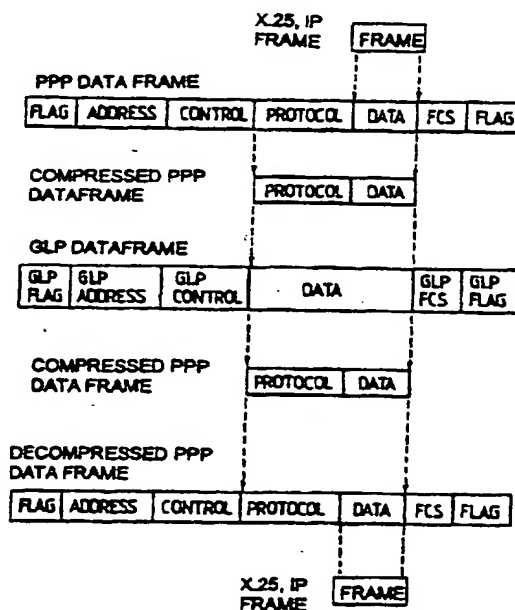 X.25, IP
FRAME
FRAME
PPP DATA FRAME
FLAG ADDRESS CONTROL PROTOCOL DATA FCS FLAG
COMPRESSED PPP
DATAFRAME
PROTOCOL DATA
GLP DATAFRAME
GLP FLAG GLP ADDRESS GLP CONTROL DATA GLP FCS GLP FLAG
COMPRESSED PPP
DATA FRAME
PROTOCOL DATA
DECOMPRESSED PPP
DATA FRAME
FLAG ADDRESS CONTROL PROTOCOL DATA FCS FLAG
X.25, IP
FRAME
FRAME